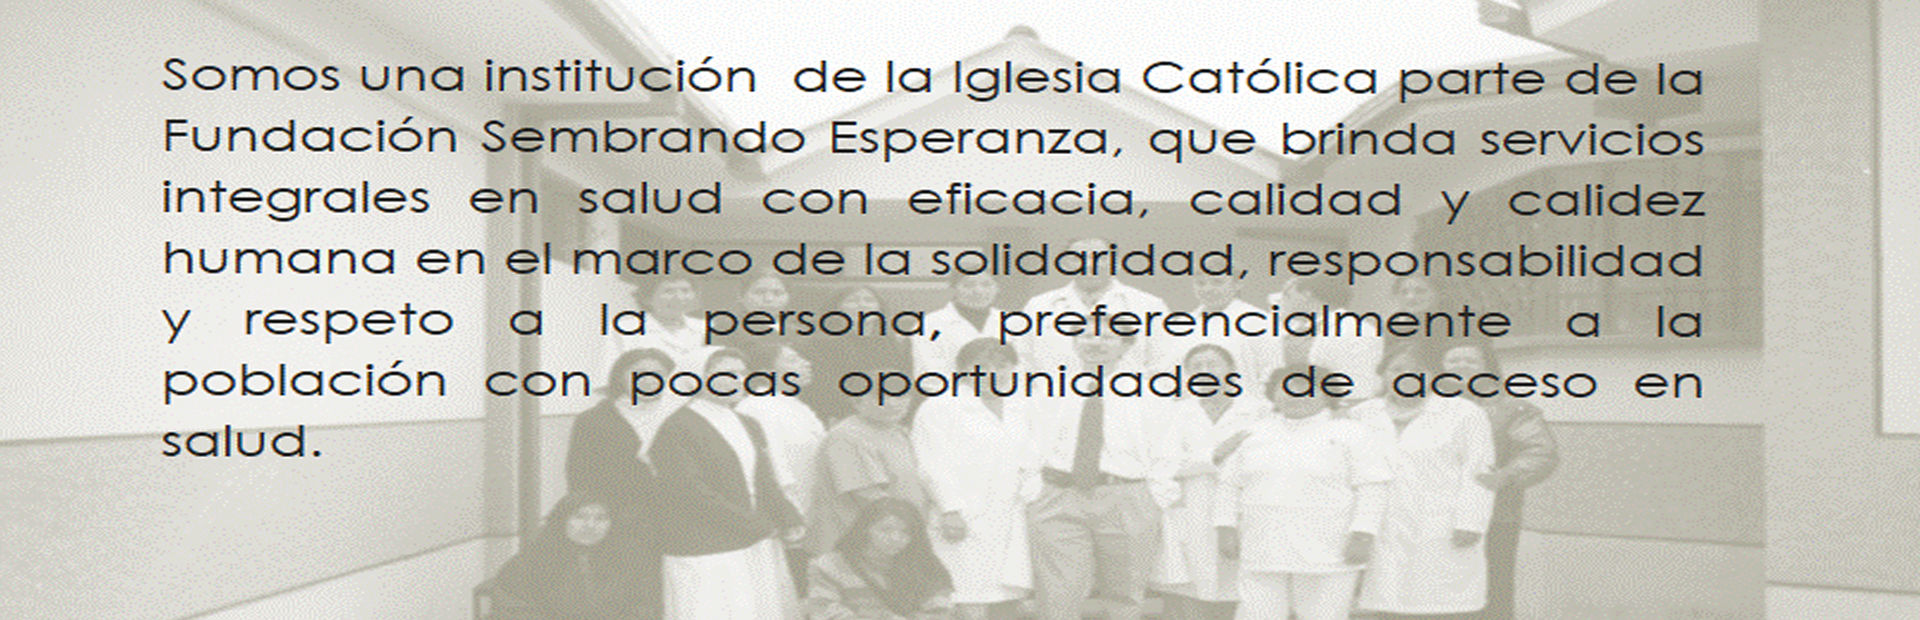 Somos una institución de la Iglesia Católica parte de la
Fundación Sembrando Esperanza, que brinda servicios
integrales en salud con eficacia, calidad y calidez
humana en el marco de la solidaridad, responsabilidad
y respeto a la persona, preferencialmente a la
población con pocas oportunidades de acceso en
salud.